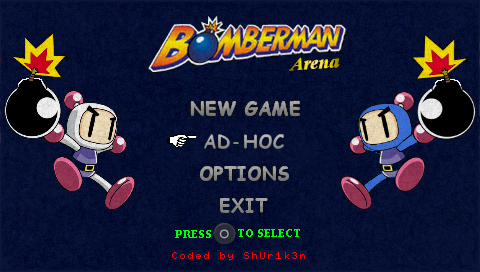 BOMBERMAN
Arena
NEW GAME
AD-HOC
OPTIONS
EXIT
PRESS TO SELECT
Coded by ShUr1k3n